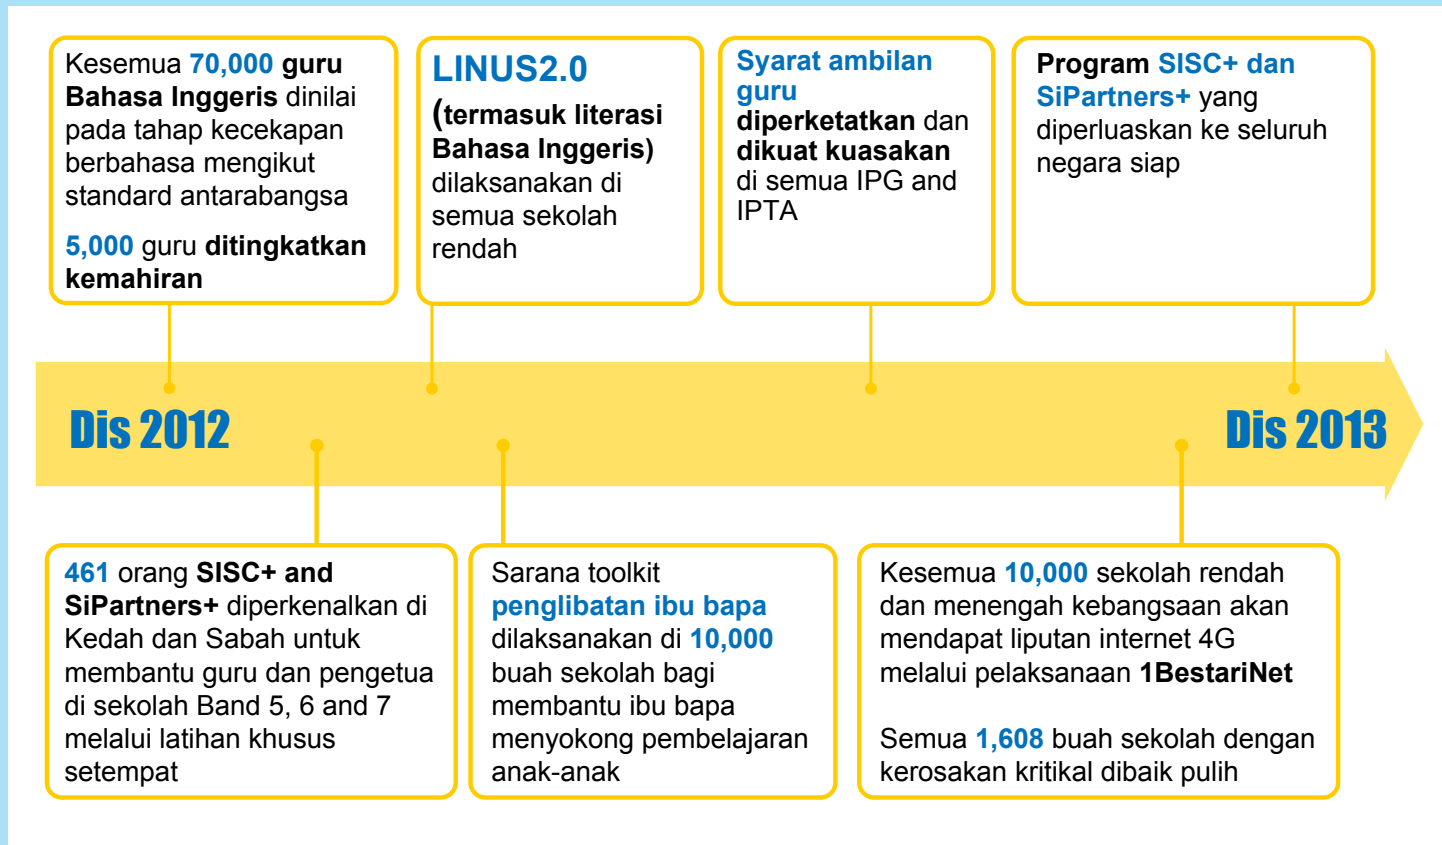 Kesemua 70,000 guru
Bahasa Inggeris dinilai
pada tahap kecekapan
berbahasa mengikut
standard antarabangsa
5,000 guru ditingkatkan
kemahiran
LINUS2.0
(termasuk literasi
Bahasa Inggeris)
dilaksanakan di
semua sekolah
rendah
Syarat ambilan
guru
diperketatkan dan
dikuat kuasakan
di semua IPG and
IPTA
Program SISC+ dan
SiPartners+ yang
diperluaskan ke seluruh
negara siap
Dis 2012
Dis 2013
461 orang SISC+ and
SiPartners+ diperkenalkan di
Kedah dan Sabah untuk
membantu guru dan pengetua
di sekolah Band 5, 6 and 7
melalui latihan khusus
setempat
Sarana toolkit
penglibatan ibu bapa
dilaksanakan di 10,000
buah sekolah bagi
membantu ibu bapa
menyokong pembelajaran
anak-anak
Kesemua 10,000 sekolah rendah
dan menengah kebangsaan akan
mendapat liputan internet 4G
melalui pelaksanaan 1BestariNet
Semua 1,608 buah sekolah dengan
kerosakan kritikal dibaik pulih